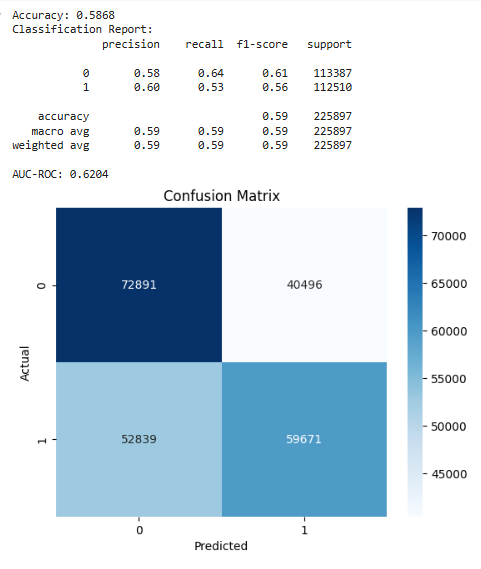 Accuracy: 0.5868
Classification Report:
precision recall f1-score support
0 0.58 0.64 0.61 113387
1 0.60 0.53 0.56 112510
accuracy 0.59 225897
macro avg 0.59 0.59 0.59 225897
weighted avg 0.59 0.59 0.59 225897
AUC-ROC: 0.6204
Confusion Matrix
70000
65000
60000
55000
50000
45000
Actual
0
72891 40496
1
52839 59671
0 1
Predicted